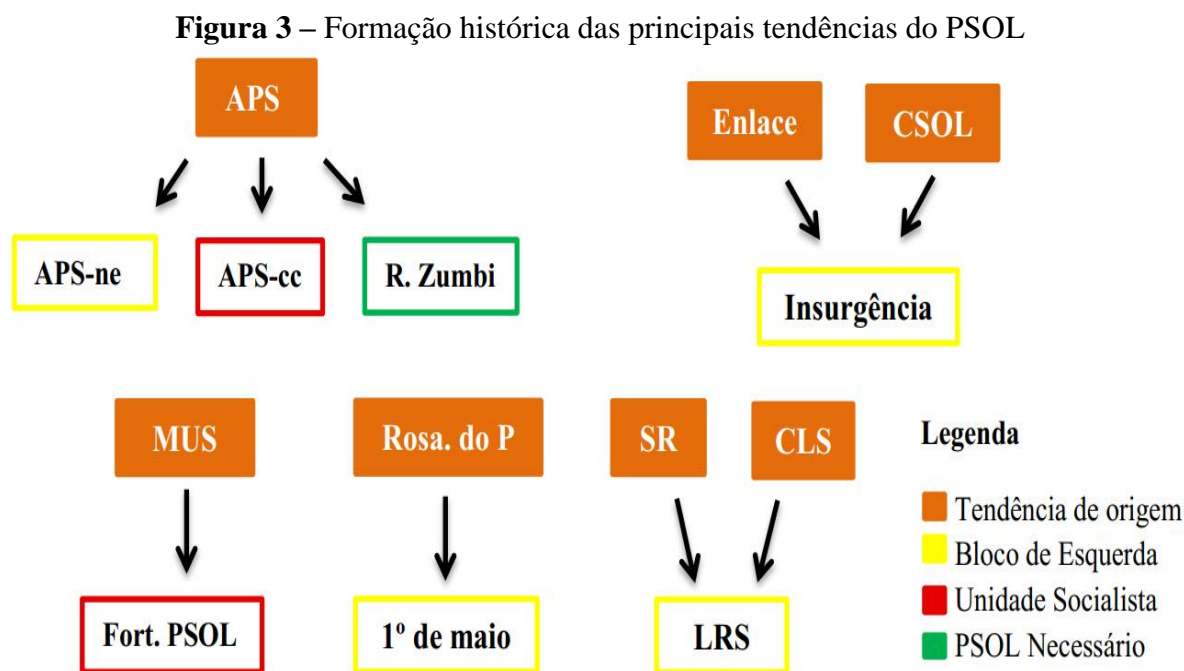 Figura 3 – Formação histórica das principais tendências do PSOL
APS
Enlace
CSOL
APS-ne
APS-cc
R. Zumbi
Insurgência
MUS
Rosa. do P
SR
CLS
Fort. PSOL
1º de maio
LRS
Legenda
Tendência de origem
Bloco de Esquerda
Unidade Socialista
PSOL Necessário